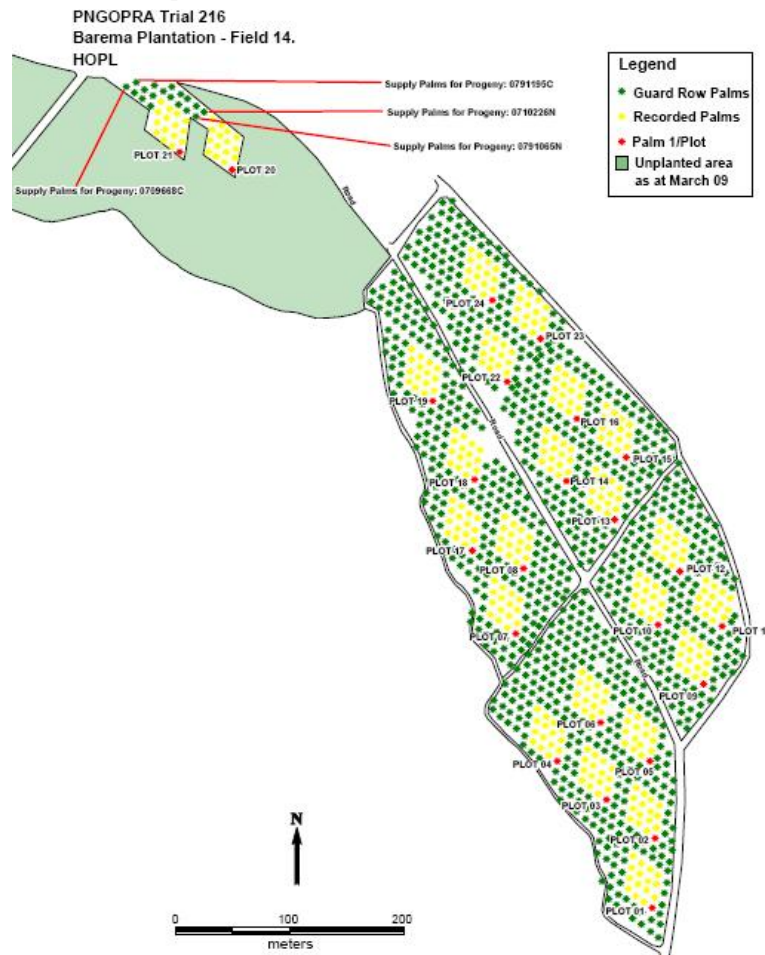 PNGOPRA Trial 216
Barema Plantation - Field 14.
HOPL
Legend
Guard Row Palms
Recorded Palms
Palm 1/Plot
Unplanted area
as at March 09
Supply Palms for Progeny: 0791195C
Supply Palms for Progeny: 0710226N
Supply Palms for Progeny: 0791065N
PLOT 21
PLOT 20
Supply Palms for Progeny: 0709668C
Road
PLOT 24
PLOT 23
PLOT 22
PLOT 19
PLOT 16
Road
PLOT 15
PLOT 18
PLOT 14
PLOT 13
PLOT 17
PLOT 08
PLOT 12
PLOT 10
PLOT 1
PLOT 07
Road
PLOT 09
PLOT 06
PLOT 04
PLOT 05
PLOT 03
PLOT 02
PLOT 01
N
0 100 200
meters